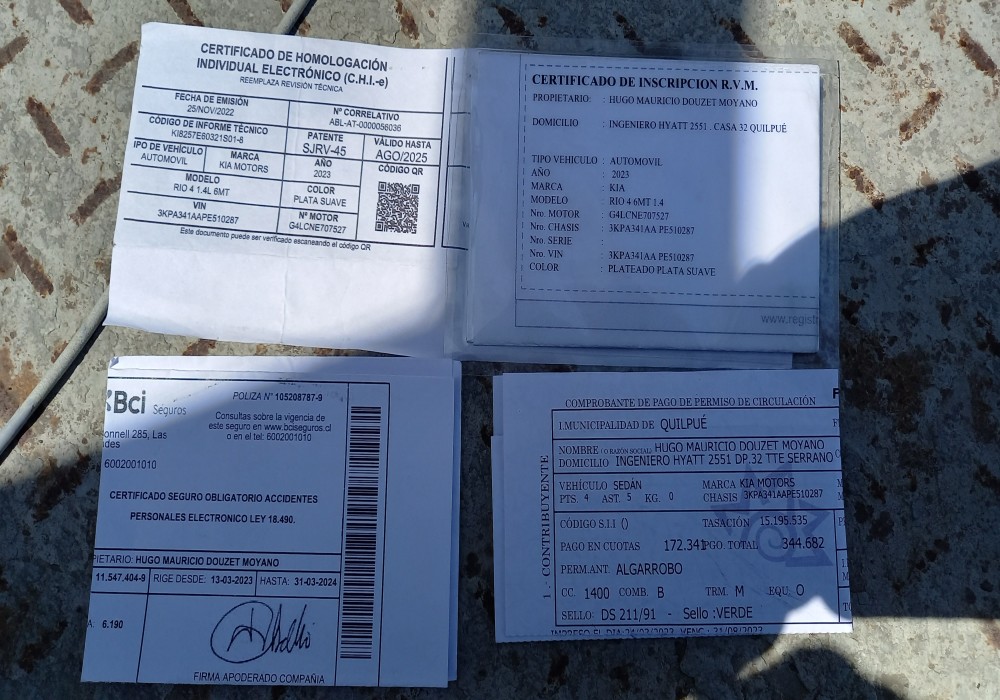 CERTIFICADO DE HOMOLOGACIÓN
INDIVIDUAL ELECTRÓNICO (C.H.I.-e)
REEMPLAZA REVISIÓN TÉCNICA
FECHA DE EMISIÓN
25/NOV/2022
Nº CORRELATIVO
ABL-AT-0000056036
CÓDIGO DE INFORME TÉCNICO
KI8257E60321S01-8
PATENTE
SJRV-45
VÁLIDO HASTA
AGO/2025
IPO DE VEHÍCULO
AUTOMOVIL
MARCA
KIA MOTORS
AÑO
2023
CÓDIGO QR
MODELO
RIO 4 1.4L 6MT
COLOR
PLATA SUAVE
VIN
3KPA341AAPE510287
Nº MOTOR
G4LCNE707527
Este documento puede ser verificado escaneando el código QR
CERTIFICADO DE INSCRIPCION R.V.M.
PROPIETARIO: : HUGO MAURICIO DOUZET MOYANO
DOMICILIO : INGENIERO HYATT 2551 . CASA 32 QUILPUÉ
TIPO VEHICULO : AUTOMOVIL
AÑO : 2023
MARCA : KIA
MODELO : RIO 4 6MT 1.4
Nro. MOTOR : G4LCNE707527
Nro. CHASIS : 3KPA341AA PE510287
Nro. SERIE :
Nro. VIN : 3KPA341AA PE510287
COLOR : PLATEADO PLATA SUAVE
www.registr
Bci Seguros
POLIZA N° 105208787-9
Consultas sobre la vigencia de
este seguro en www.bciseguros.cl
o en el tel: 6002001010
onnell 285, Las
des
6002001010
CERTIFICADO SEGURO OBLIGATORIO ACCIDENTES
PERSONALES ELECTRONICO LEY 18.490.
PIETARIO: HUGO MAURICIO DOUZET MOYANO
11.547.404-9 RIGE DESDE: 13-03-2023 HASTA: 31-03-2024
A. 6.190
FIRMA APODERADO COMPAÑIA
COMPROBANTE DE PAGO DE PERMISO DE CIRCULACIÓN
I.MUNICIPALIDAD DE QUILPUÉ
NOMBRE (O RAZÓN SOCIAL) HUGO MAURICIO DOUZET MOYANO
DOMICILIO INGENIERO HYATT 2551 DP.32 TTE SERRANO
VEHÍCULO SEDÁN MARCA KIA MOTORS
PTS. 4 AST. 5 KG. 0 CHASIS 3KPA341AAPE510287
CÓDIGO S.I.I () TASACIÓN 15.195.535
PAGO EN CUOTAS 172.341 PGO. TOTAL 344.682
PERM.ANT. ALGARROBO
CC. 1400 COMB. B TRM. M EQU. O
SELLO: DS 211/91 - Sello :VERDE
1.- CONTRIBUYENTE